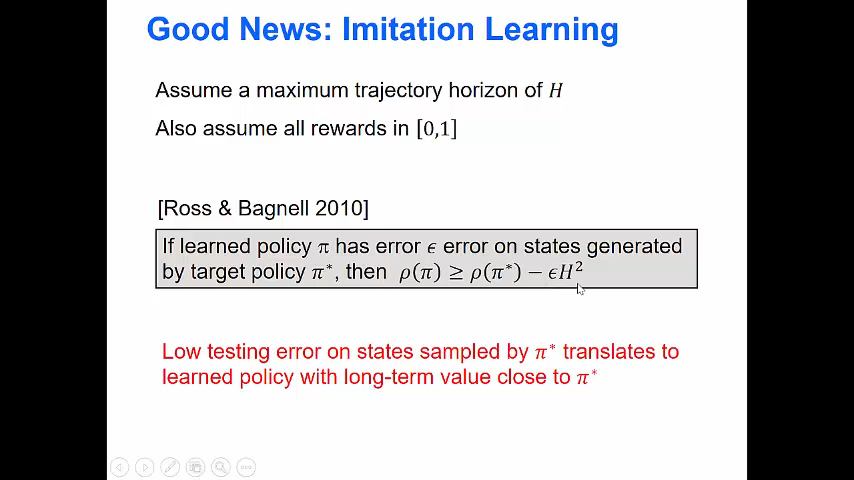 Good News: Imitation Learning
Assume a maximum trajectory horizon of H
Also assume all rewards in [0,1]
[Ross & Bagnell 2010]
If learned policy π has error ϵ error on states generated
by target policy π*, then ρ(π) ≥ ρ(π*) − ϵH²
Low testing error on states sampled by π* translates to
learned policy with long-term value close to π*